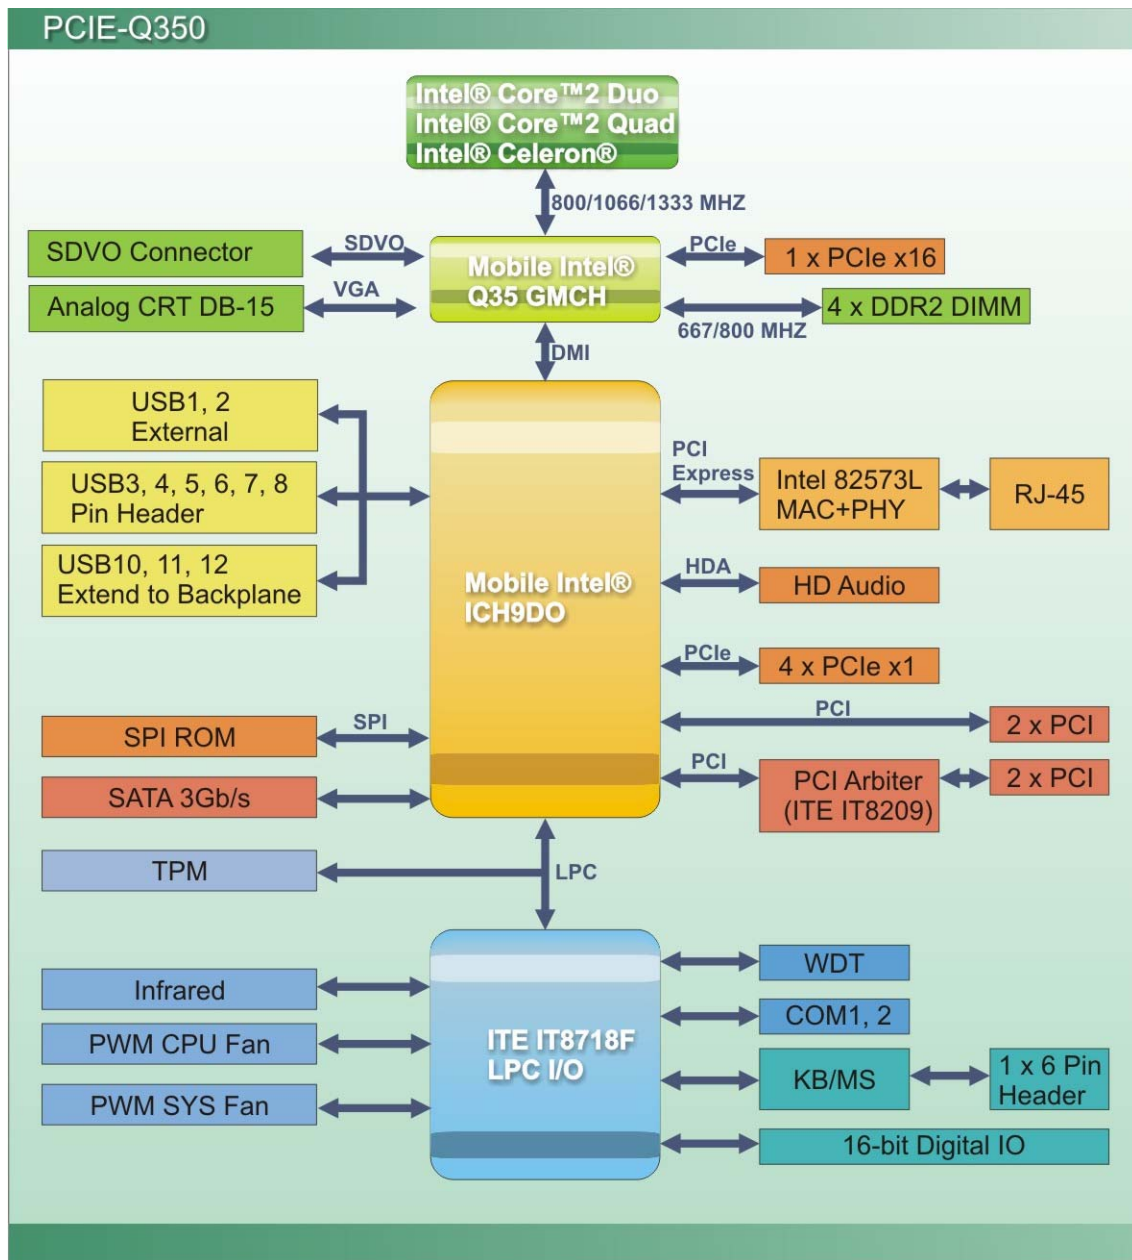 PCIE-Q350
Intel® Core™2 Duo
Intel® Core™2 Quad
Intel® Celeron®
800/1066/1333 MHZ
SDVO Connector
SDVO
Mobile Intel®
Q35 GMCH
PCIe
1 x PCIe x16
Analog CRT DB-15
VGA
667/800 MHZ
4 x DDR2 DIMM
DMI
USB1, 2
External
USB3, 4, 5, 6, 7, 8
Pin Header
USB10, 11, 12
Extend to Backplane
Mobile Intel®
ICH9DO
PCI
Express
Intel 82573L
MAC+PHY
RJ-45
HDA
HD Audio
PCIe
4 x PCIe x1
PCI
2 x PCI
SPI ROM
SPI
PCI
PCI Arbiter
(ITE IT8209)
2 x PCI
SATA 3Gb/s
TPM
LPC
Infrared
PWM CPU Fan
PWM SYS Fan
ITE IT8718F
LPC I/O
WDT
COM1, 2
KB/MS
1 x 6 Pin
Header
16-bit Digital IO